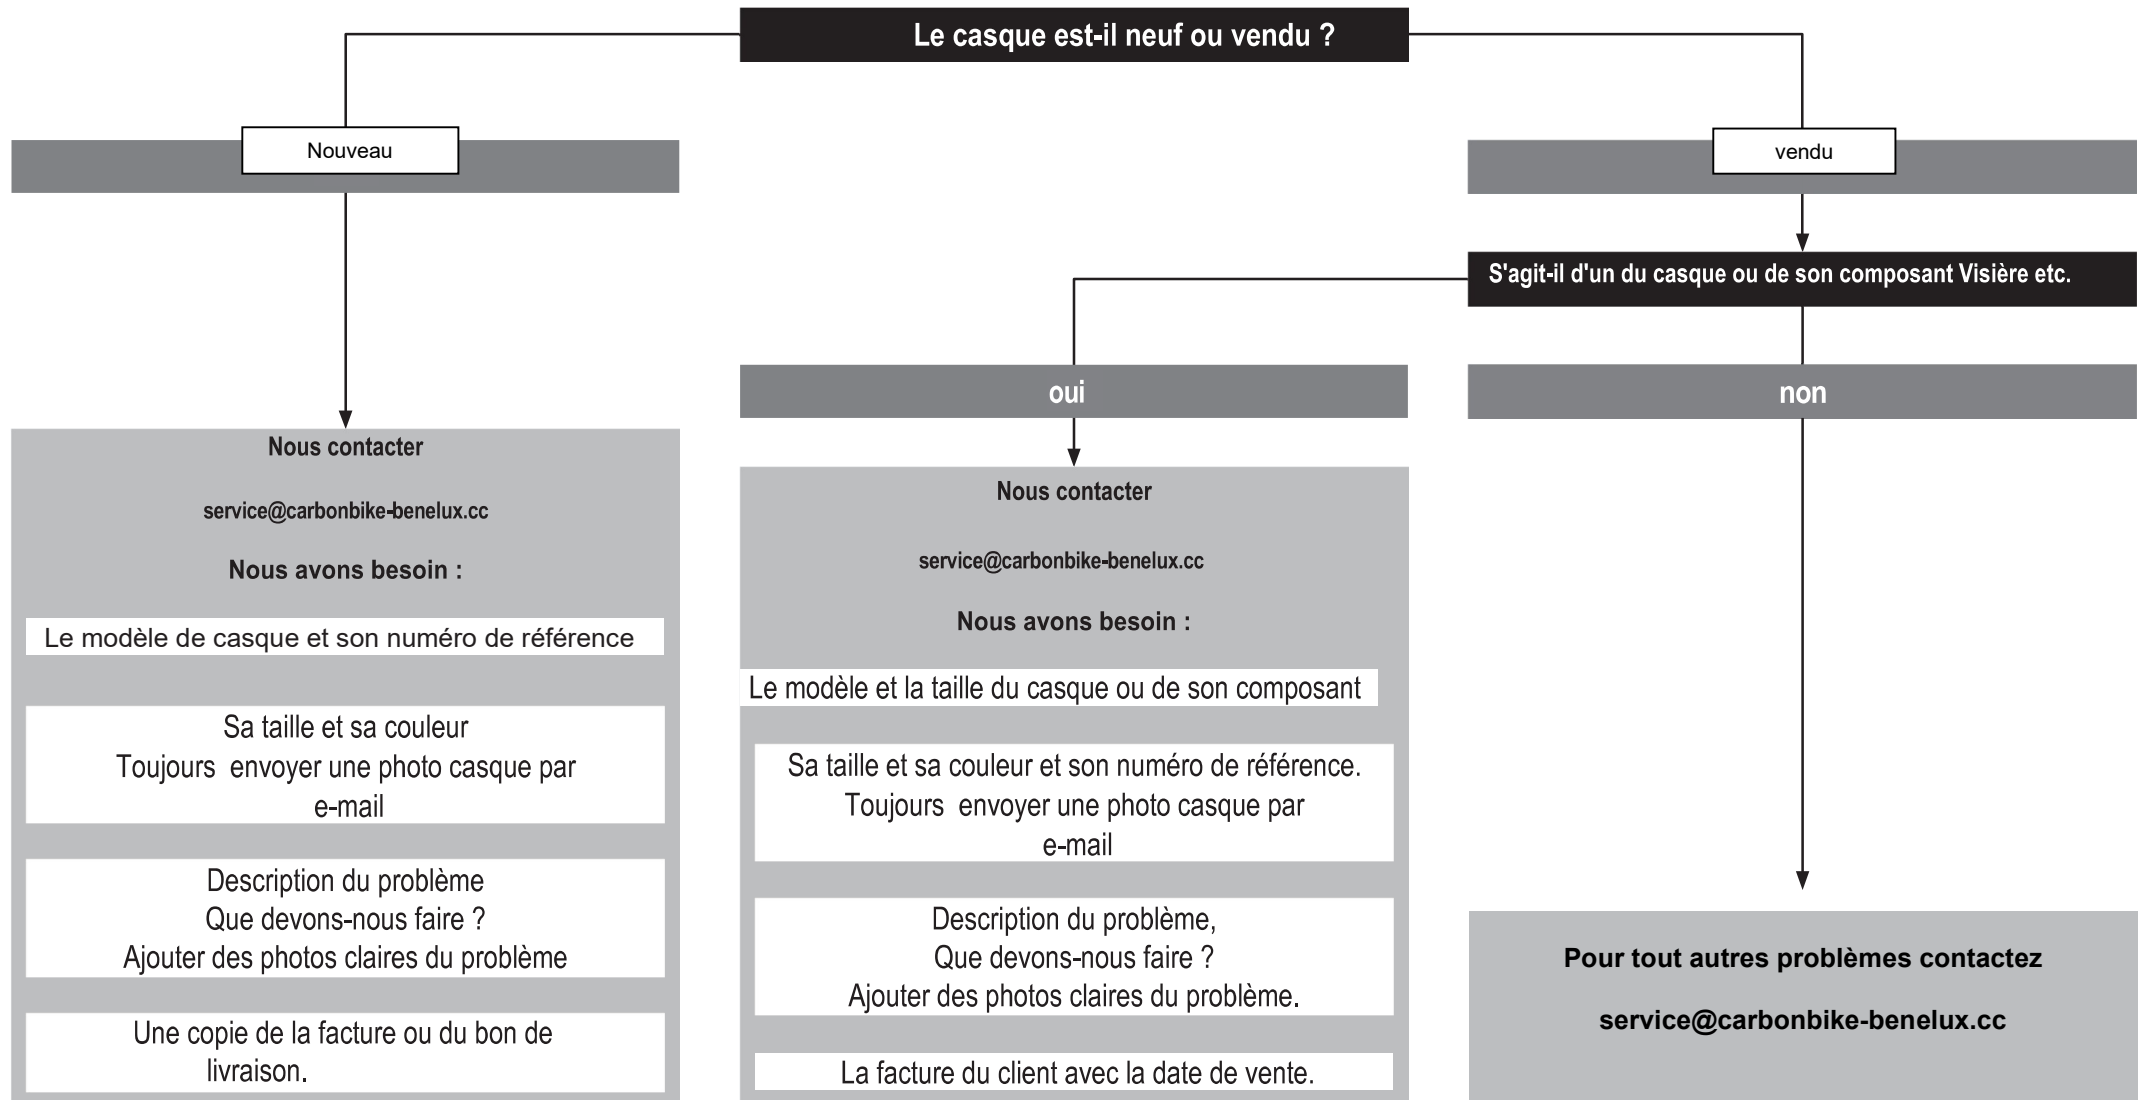 Le casque est-il neuf ou vendu ?
Nouveau
vendu
S'agit-il d'un du casque ou de son composant Visière etc.
oui
non
Nous contacter
service@carbonbike-benelux.cc
Nous avons besoin :
Le modèle de casque et son numéro de référence
Sa taille et sa couleur
Toujours  envoyer une photo casque par
e-mail
Description du problème
Que devons-nous faire ?
Ajouter des photos claires du problème
Une copie de la facture ou du bon de
livraison.
Nous contacter
service@carbonbike-benelux.cc
Nous avons besoin :
Le modèle et la taille du casque ou de son composant
Sa taille et sa couleur et son numéro de référence.
Toujours  envoyer une photo casque par
e-mail
Description du problème,
Que devons-nous faire ?
Ajouter des photos claires du problème.
La facture du client avec la date de vente.
Pour tout autres problèmes contactez
service@carbonbike-benelux.cc